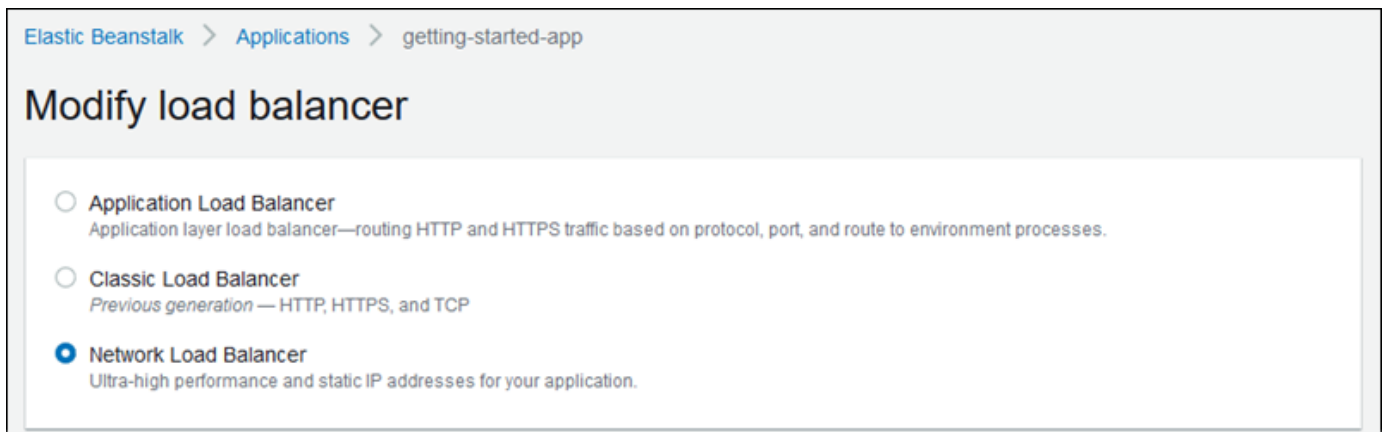 Elastic Beanstalk > Applications > getting-started-app
Modify load balancer
Application Load Balancer
Application layer load balancer—routing HTTP and HTTPS traffic based on protocol, port, and route to environment processes.
Classic Load Balancer
Previous generation — HTTP, HTTPS, and TCP
Network Load Balancer
Ultra-high performance and static IP addresses for your application.